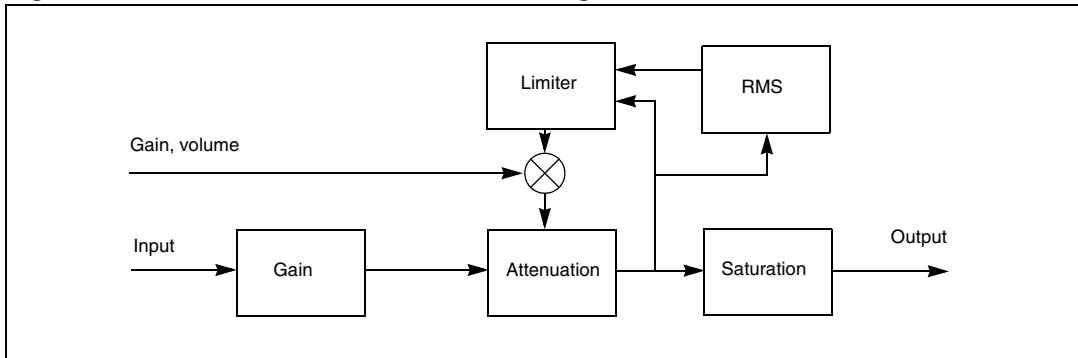 Limiter
RMS
Gain, volume
Input
Gain
Attenuation
Saturation
Output